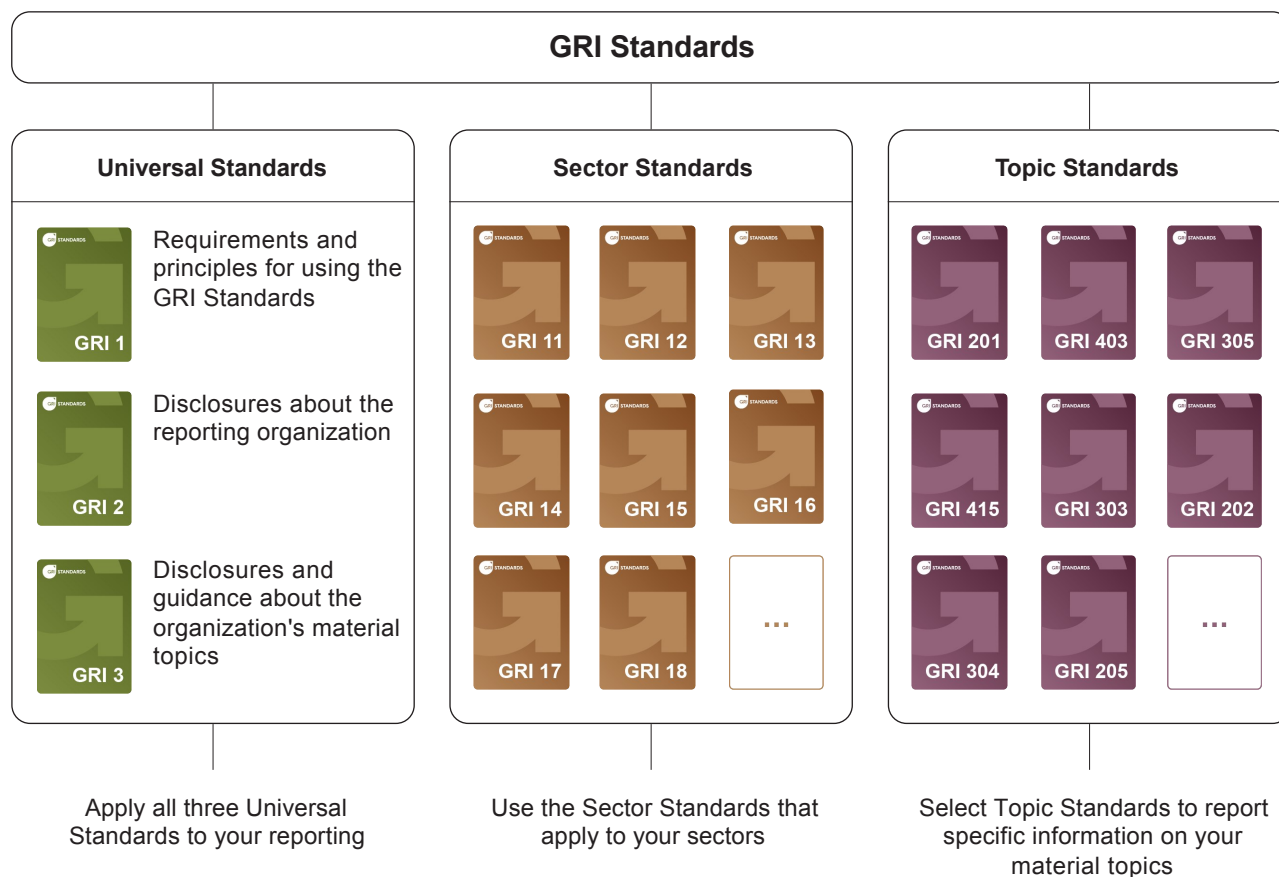 GRI Standards
Universal Standards
GRI STANDARDS
GRI 1
Requirements and
principles for using the
GRI Standards
GRI STANDARDS
GRI 2
Disclosures about the
reporting organization
GRI STANDARDS
GRI 3
Disclosures and
guidance about the
organization's material
topics
Apply all three Universal
Standards to your reporting
Sector Standards
GRI STANDARDS
GRI 11
GRI STANDARDS
GRI 12
GRI STANDARDS
GRI 13
GRI STANDARDS
GRI 14
GRI STANDARDS
GRI 15
GRI STANDARDS
GRI 16
GRI STANDARDS
GRI 17
GRI STANDARDS
GRI 18
...
Use the Sector Standards that
apply to your sectors
Topic Standards
GRI STANDARDS
GRI 201
GRI STANDARDS
GRI 403
GRI STANDARDS
GRI 305
GRI STANDARDS
GRI 415
GRI STANDARDS
GRI 303
GRI STANDARDS
GRI 202
GRI STANDARDS
GRI 304
GRI STANDARDS
GRI 205
...
Select Topic Standards to report
specific information on your
material topics